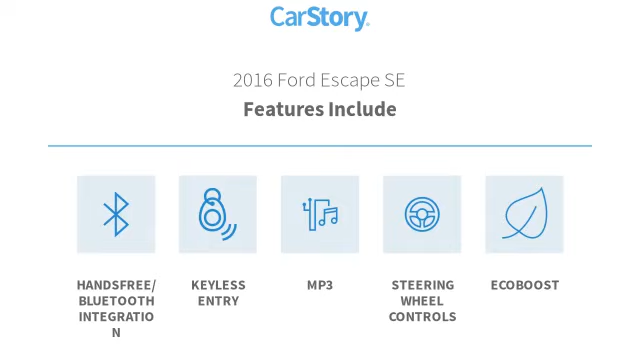 CarStory
2016 Ford Escape SE
Features Include
HANDSFREE/
BLUETOOTH
INTEGRATIO
N
KEYLESS
ENTRY
MP3
STEERING
WHEEL
CONTROLS
ECOBOOST